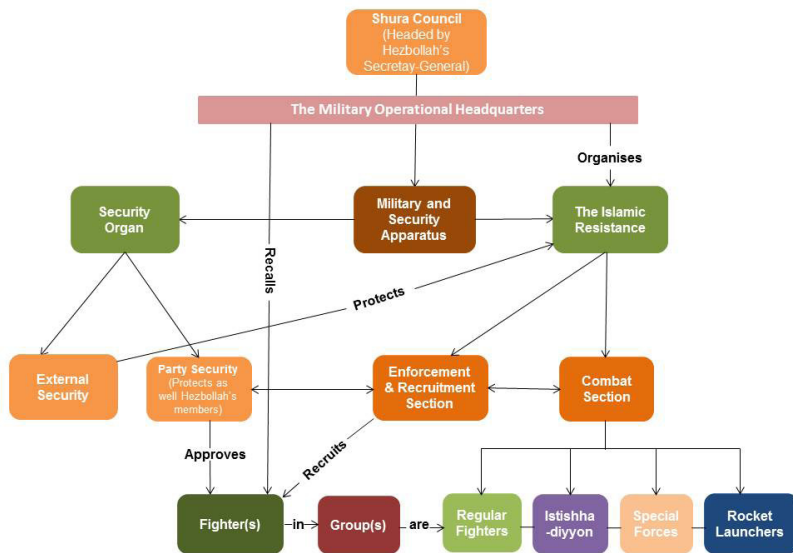 Shura Council
(Headed by
Hezbollah's
Secretay-General)
The Military Operational Headquarters
Organises
Security
Organ
Military and
Security
Apparatus
The Islamic
Resistance
Recalls
Protects
External
Security
Party Security
(Protects as
well Hezbollah's
members)
Enforcement
& Recruitment
Section
Combat
Section
Approves
Recruits
Fighter(s)
in
Group(s)
are
Regular
Fighters
Istishha
-diyyon
Special
Forces
Rocket
Launchers